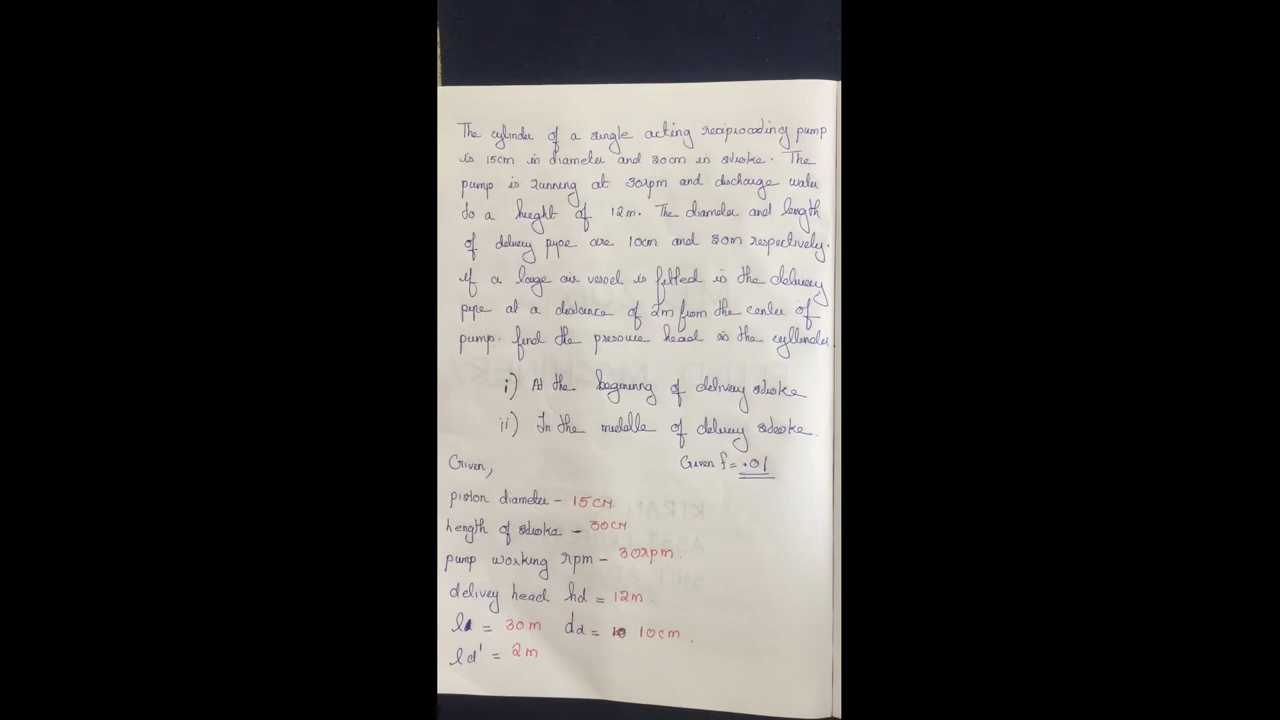 The cylinder of a single acting reciprocating pump
is 15cm in diameter and 30cm in stroke. The
pump is running at 30rpm and discharge water
to a hieght of 12m. The diameter and length
of delivery pipe are 10cm and 30m respectively.
if a large air vessel is fitted in the delivery
pipe at a distance of 2m from the center of
pump. find the pressure head in the cyllender.
i) At the beginning of delivery stroke
ii) In the middle of delivery stroke.
Given f = .01
Given,
piston diameter - 15CM.
length of stroke - 30CM
pump working rpm - 30rpm.
delivey head hd = 12m.
ld = 30m dd = 10cm.
ld' = 2m